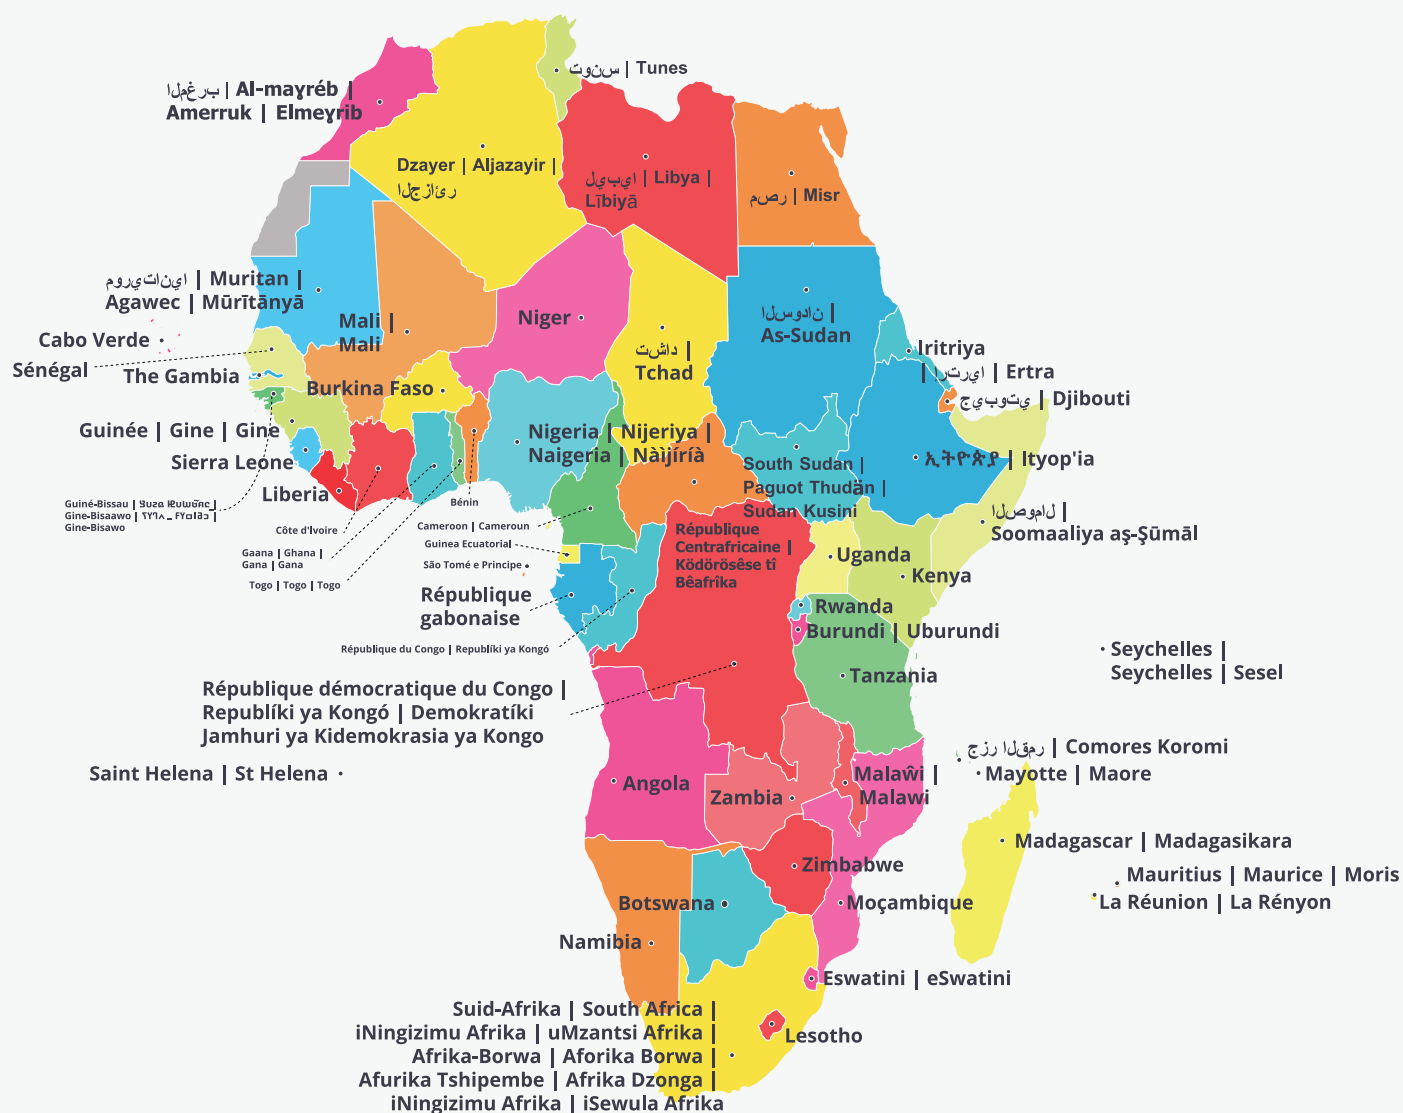 تونس | Tunes
المغرب | Al-maɣréb |
Amerruk | Elmeɣrib
Dzayer | Aljazayir |
الجزائر
ليبيا | Libya |
Lībiyā
مصر | Misr
موريتانيا | Muritan |
Agawec | Mūrītānyā
Mali |
Mali
Niger
تشاد |
Tchad
السودان |
As-Sudan
Cabo Verde
Sénégal
The Gambia
Burkina Faso
Iritriya
| إرتريا | Ertra
جيبوتي | Djibouti
Guinée | Gine | Gine
Sierra Leone
Liberia
Nigeria | Nijeriya |
Naigeria | Nàìjíríà
South Sudan |
Paguot Thudän |
Sudan Kusini
ኢትዮጵያ | Ityop'ia
الصومال |
Soomaaliya aş-Şūmāl
Guiné-Bissau |
Gine-Bisaawo |
Gine-Bisawo
Bénin
Côte d'Ivoire
Gaana | Ghana |
Gana | Gana
Togo | Togo | Togo
Cameroon | Cameroun
Guinea Ecuatorial
São Tomé e Principe
République
Centrafricaine |
Ködörösêse tî
Bêafrîka
République
gabonaise
République du Congo | Republíki ya Kongó
Uganda
Kenya
Rwanda
Burundi | Uburundi
Tanzania
Seychelles |
Seychelles | Sesel
République démocratique du Congo |
Republíki ya Kongó | Demokratíki
Jamhuri ya Kidemokrasia ya Kongo
جزر القمر | Comores Koromi
Mayotte | Maore
Saint Helena | St Helena
Angola
Zambia
Malaŵi |
Malawi
Madagascar | Madagasikara
Mauritius | Maurice | Moris
La Réunion | La Rényon
Zimbabwe
Botswana
Moçambique
Namibia
Eswatini | eSwatini
Suid-Afrika | South Africa |
iNingizimu Afrika | uMzantsi Afrika |
Afrika-Borwa | Aforika Borwa |
Afurika Tshipembe | Afrika Dzonga |
iNingizimu Afrika | iSewula Afrika
Lesotho